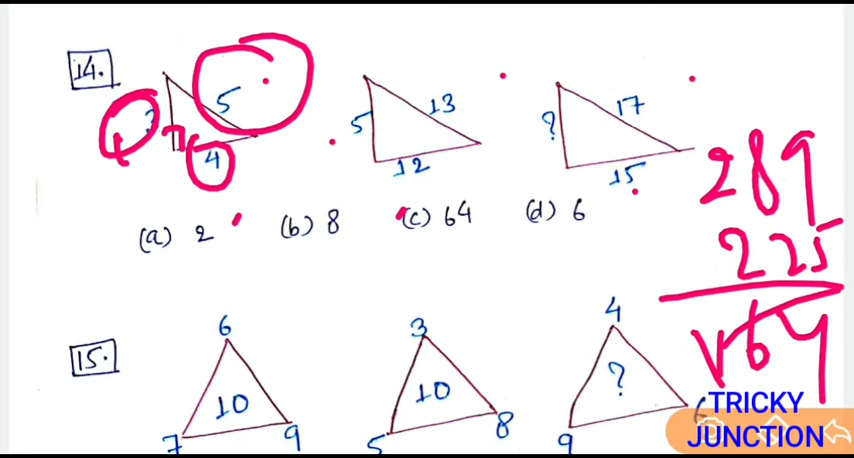 14.
3 5 4
5 13 12
? 17 15
(a) 2 (b) 8 (c) 64 (d) 6
289
225
√64
15.
6 10 7 9
3 10 5 8
4 ? 9
TRICKY
JUNCTION